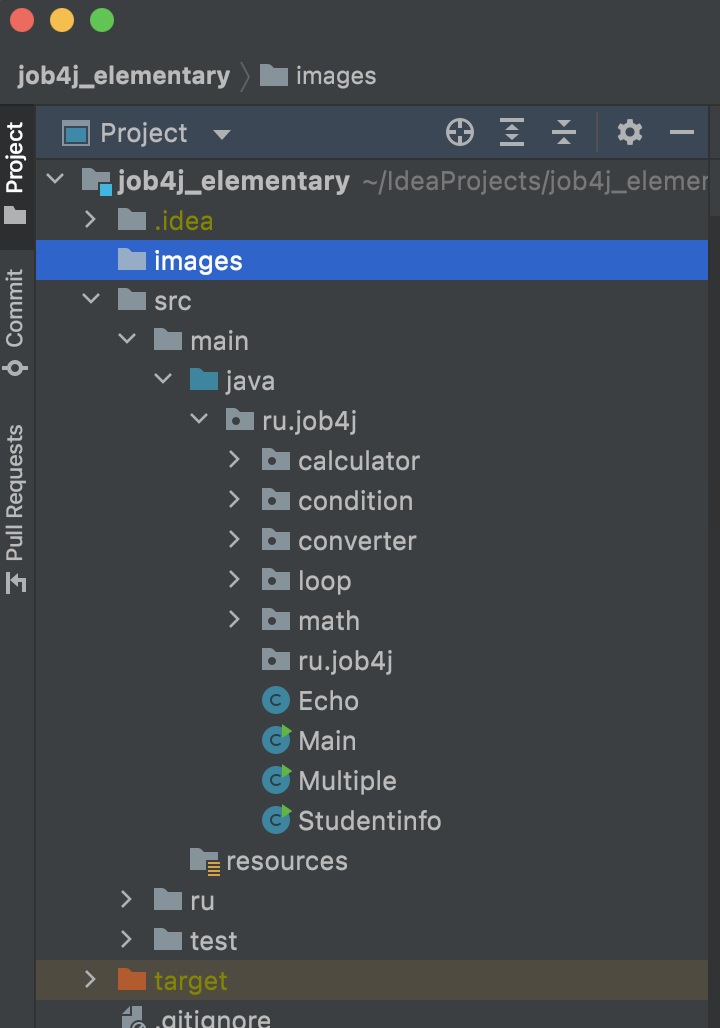 job4j_elementary images
Project
Project
Commit
Pull Requests
job4j_elementary ~/IdeaProjects/job4j_elemen
.idea
images
src
main
java
ru.job4j
calculator
condition
converter
loop
math
ru.job4j
Echo
Main
Multiple
Studentinfo
resources
ru
test
target
.gitignore